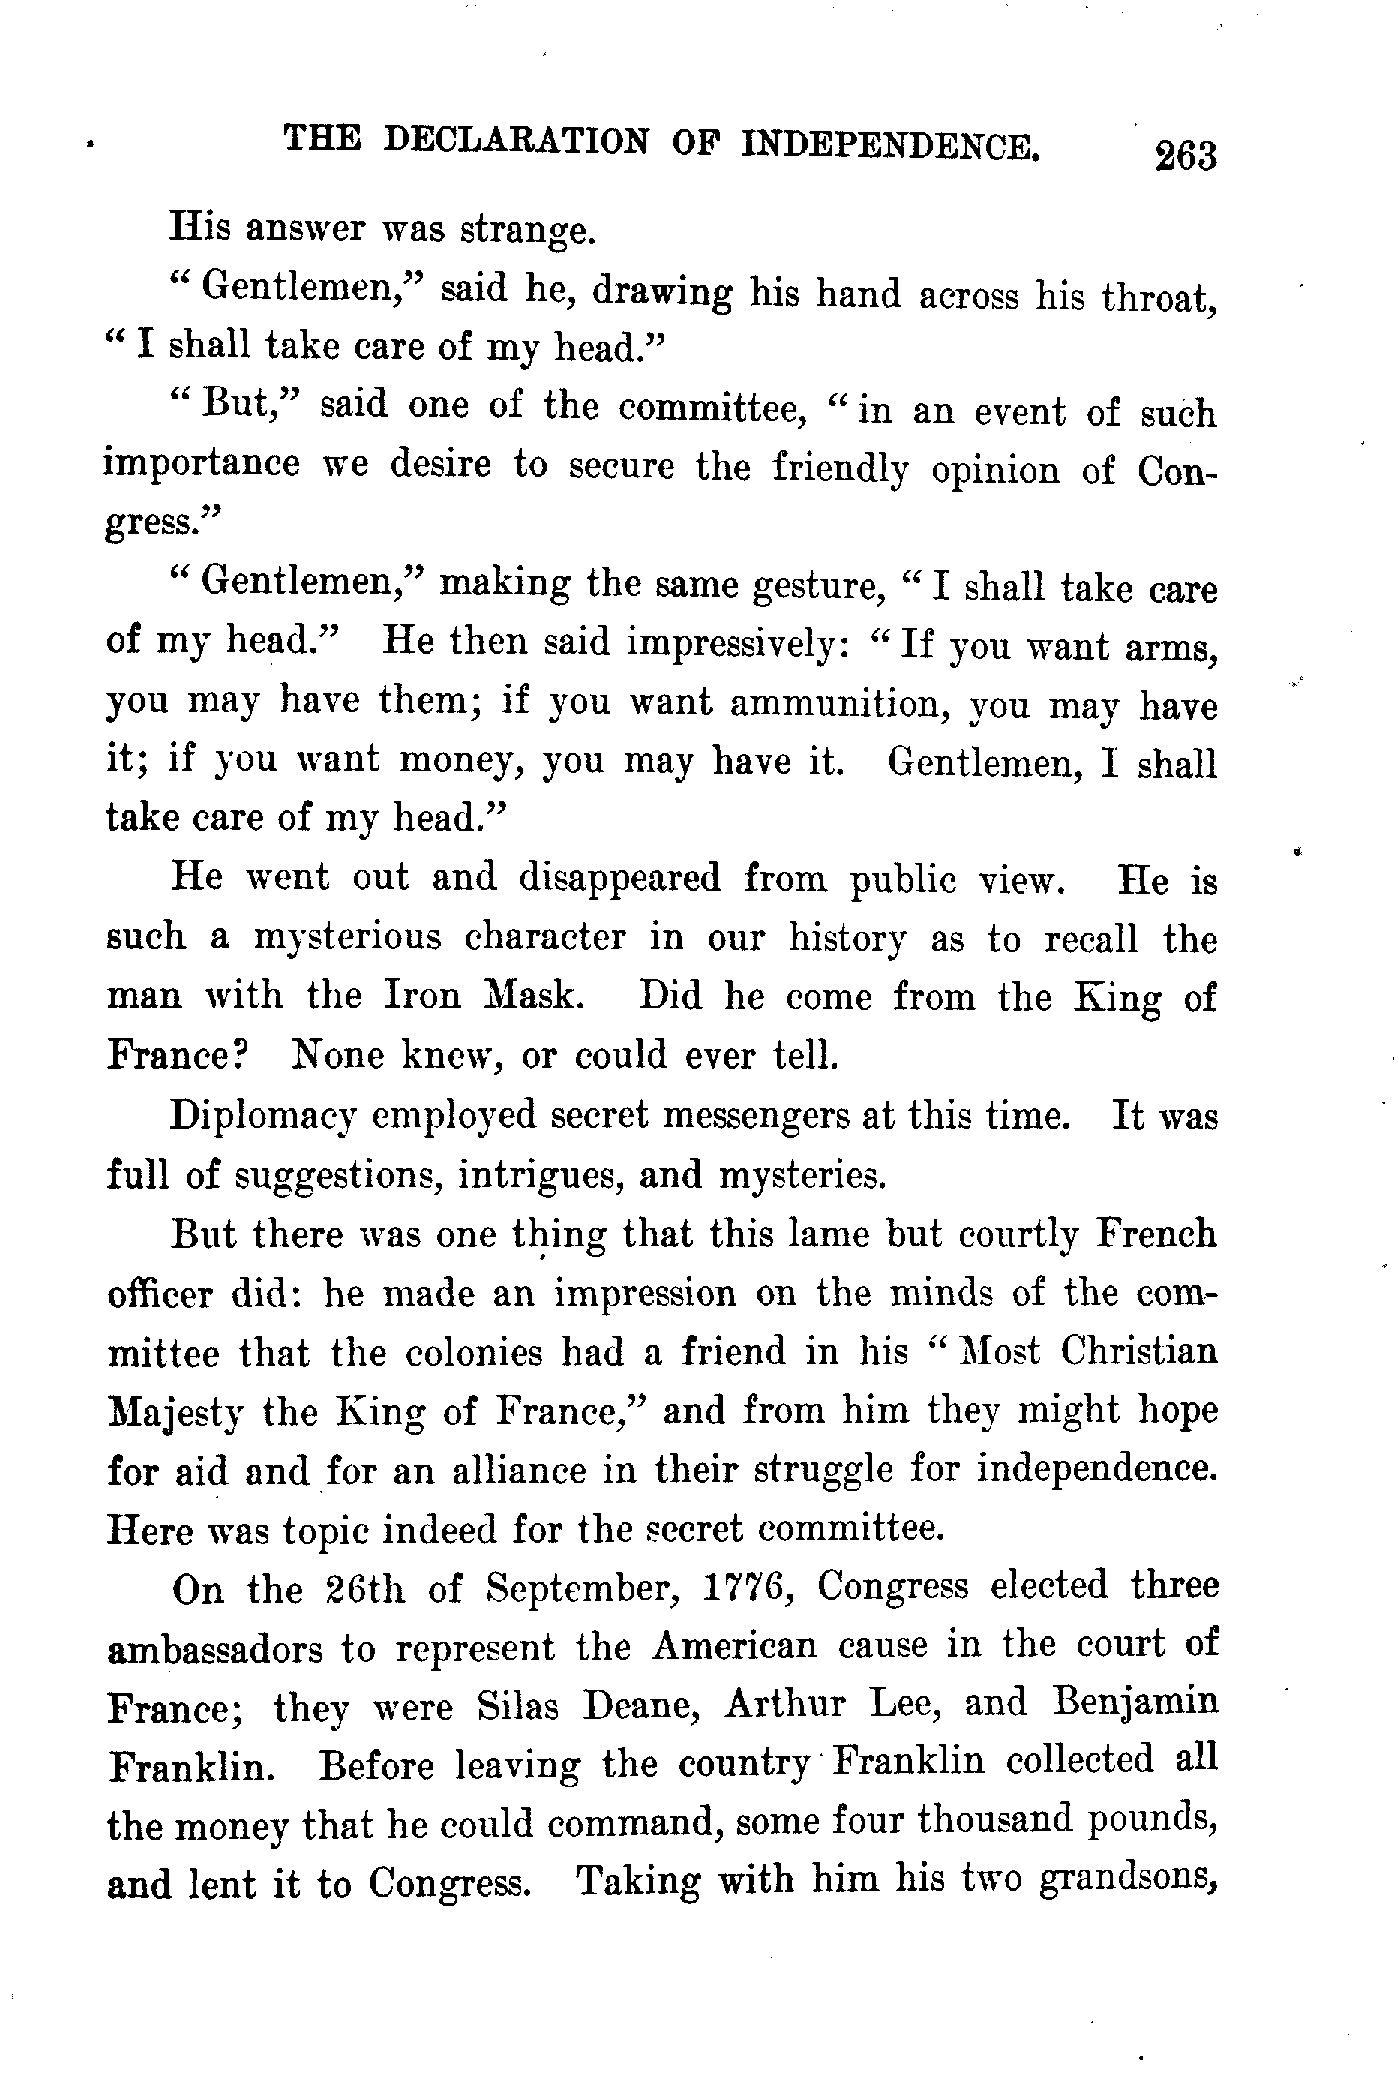 THE DECLARATION OF INDEPENDENCE. 263
His answer was strange.
“ Gentlemen,” said he, drawing his hand across his throat,
“ I shall take care of my head.”
“ But,” said one of the committee, “ in an event of such
importance we desire to secure the friendly opinion of Con-
gress.”
“ Gentlemen,” making the same gesture, “ I shall take care
of my head.” He then said impressively: “ If you want arms,
you may have them; if you want ammunition, you may have
it; if you want money, you may have it. Gentlemen, I shall
take care of my head.”
He went out and disappeared from public view. He is
such a mysterious character in our history as to recall the
man with the Iron Mask. Did he come from the King of
France? None knew, or could ever tell.
Diplomacy employed secret messengers at this time. It was
full of suggestions, intrigues, and mysteries.
But there was one thing that this lame but courtly French
officer did: he made an impression on the minds of the com-
mittee that the colonies had a friend in his “ Most Christian
Majesty the King of France,” and from him they might hope
for aid and for an alliance in their struggle for independence.
Here was topic indeed for the secret committee.
On the 26th of September, 1776, Congress elected three
ambassadors to represent the American cause in the court of
France; they were Silas Deane, Arthur Lee, and Benjamin
Franklin. Before leaving the country Franklin collected all
the money that he could command, some four thousand pounds,
and lent it to Congress. Taking with him his two grandsons,